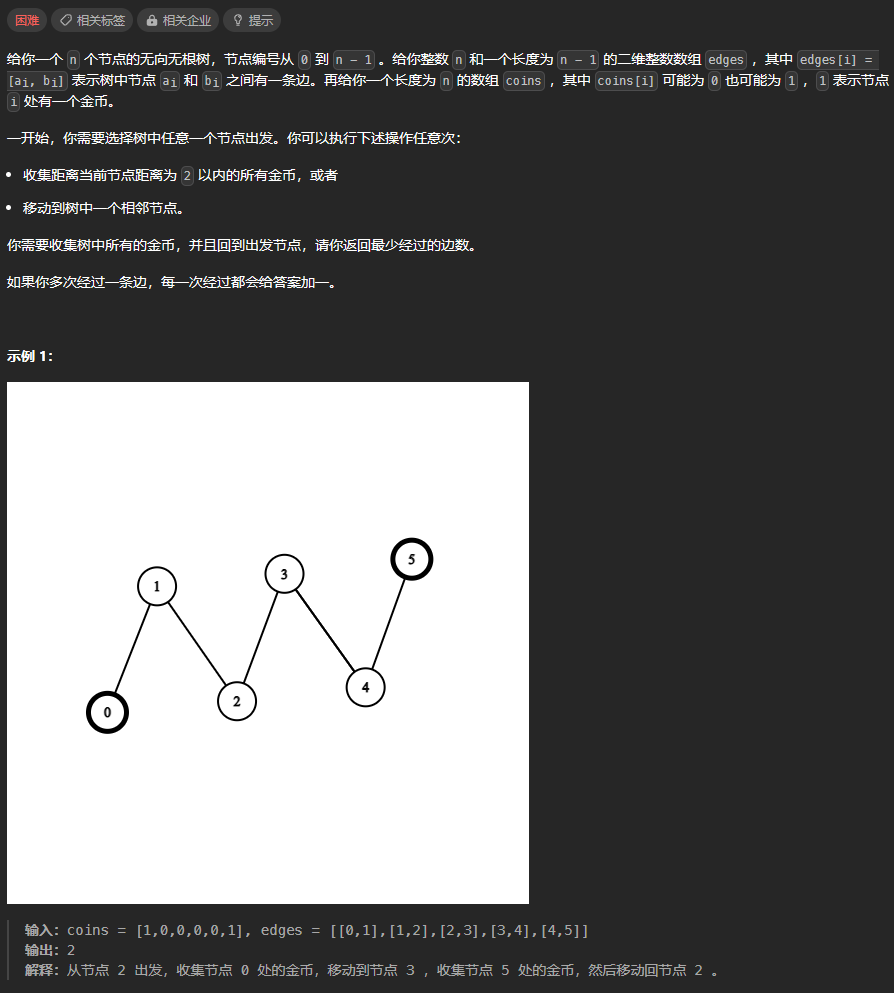 困难 相关标签 相关企业 提示
给你一个 n 个节点的无向无根树，节点编号从 0 到 n - 1 。给你整数 n 和一个长度为 n - 1 的二维整数数组 edges ，其中 edges[i] =
[ai, bi] 表示树中节点 ai 和 bi 之间有一条边。再给你一个长度为 n 的数组 coins ，其中 coins[i] 可能为 0 也可能为 1 ，1 表示节点
i 处有一个金币。
一开始，你需要选择树中任意一个节点出发。你可以执行下述操作任意次：
• 收集距离当前节点距离为 2 以内的所有金币，或者
• 移动到树中一个相邻节点。
你需要收集树中所有的金币，并且回到出发节点，请你返回最少经过的边数。
如果你多次经过一条边，每一次经过都会给答案加一。
示例 1：
5
3
1
4
2
0
输入：coins = [1,0,0,0,0,1], edges = [[0,1],[1,2],[2,3],[3,4],[4,5]]
输出：2
解释：从节点 2 出发，收集节点 0 处的金币，移动到节点 3 ，收集节点 5 处的金币，然后移动回节点 2 。